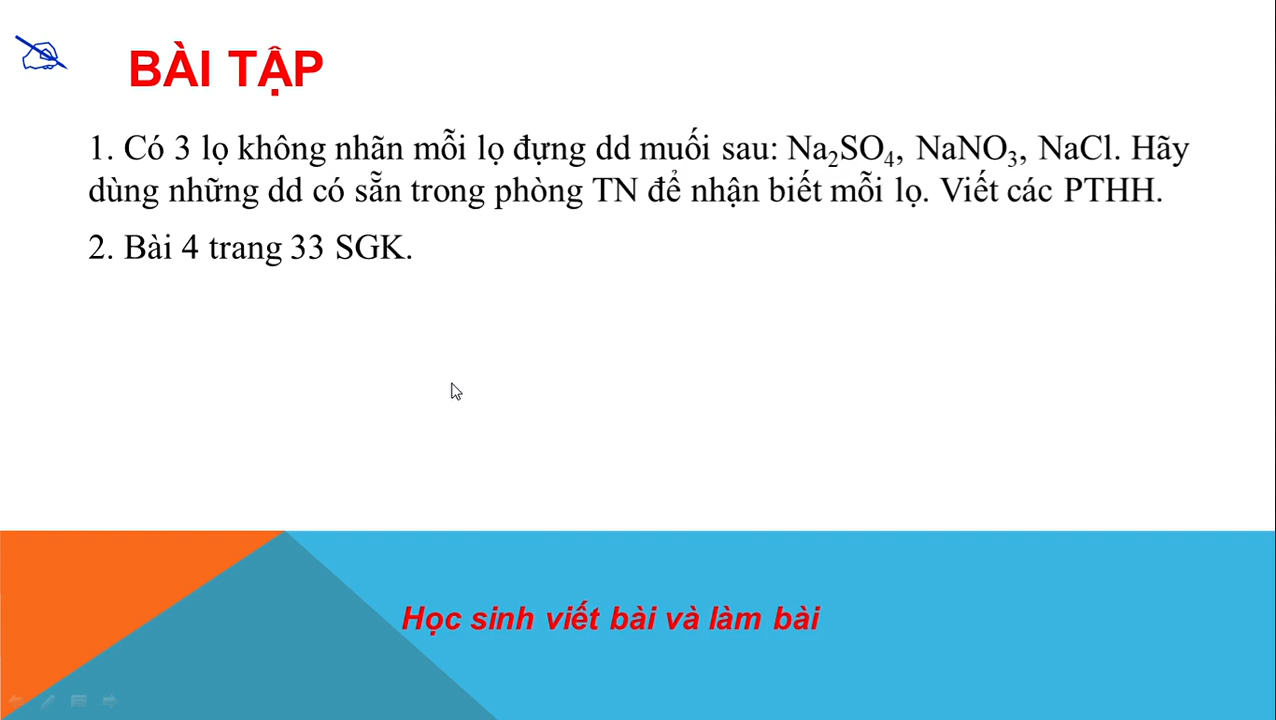 BÀI TẬP
1. Có 3 lọ không nhãn mỗi lọ đựng dd muối sau: Na₂SO₄, NaNO₃, NaCl. Hãy
dùng những dd có sẵn trong phòng TN để nhận biết mỗi lọ. Viết các PTHH.
2. Bài 4 trang 33 SGK.
Học sinh viết bài và làm bài